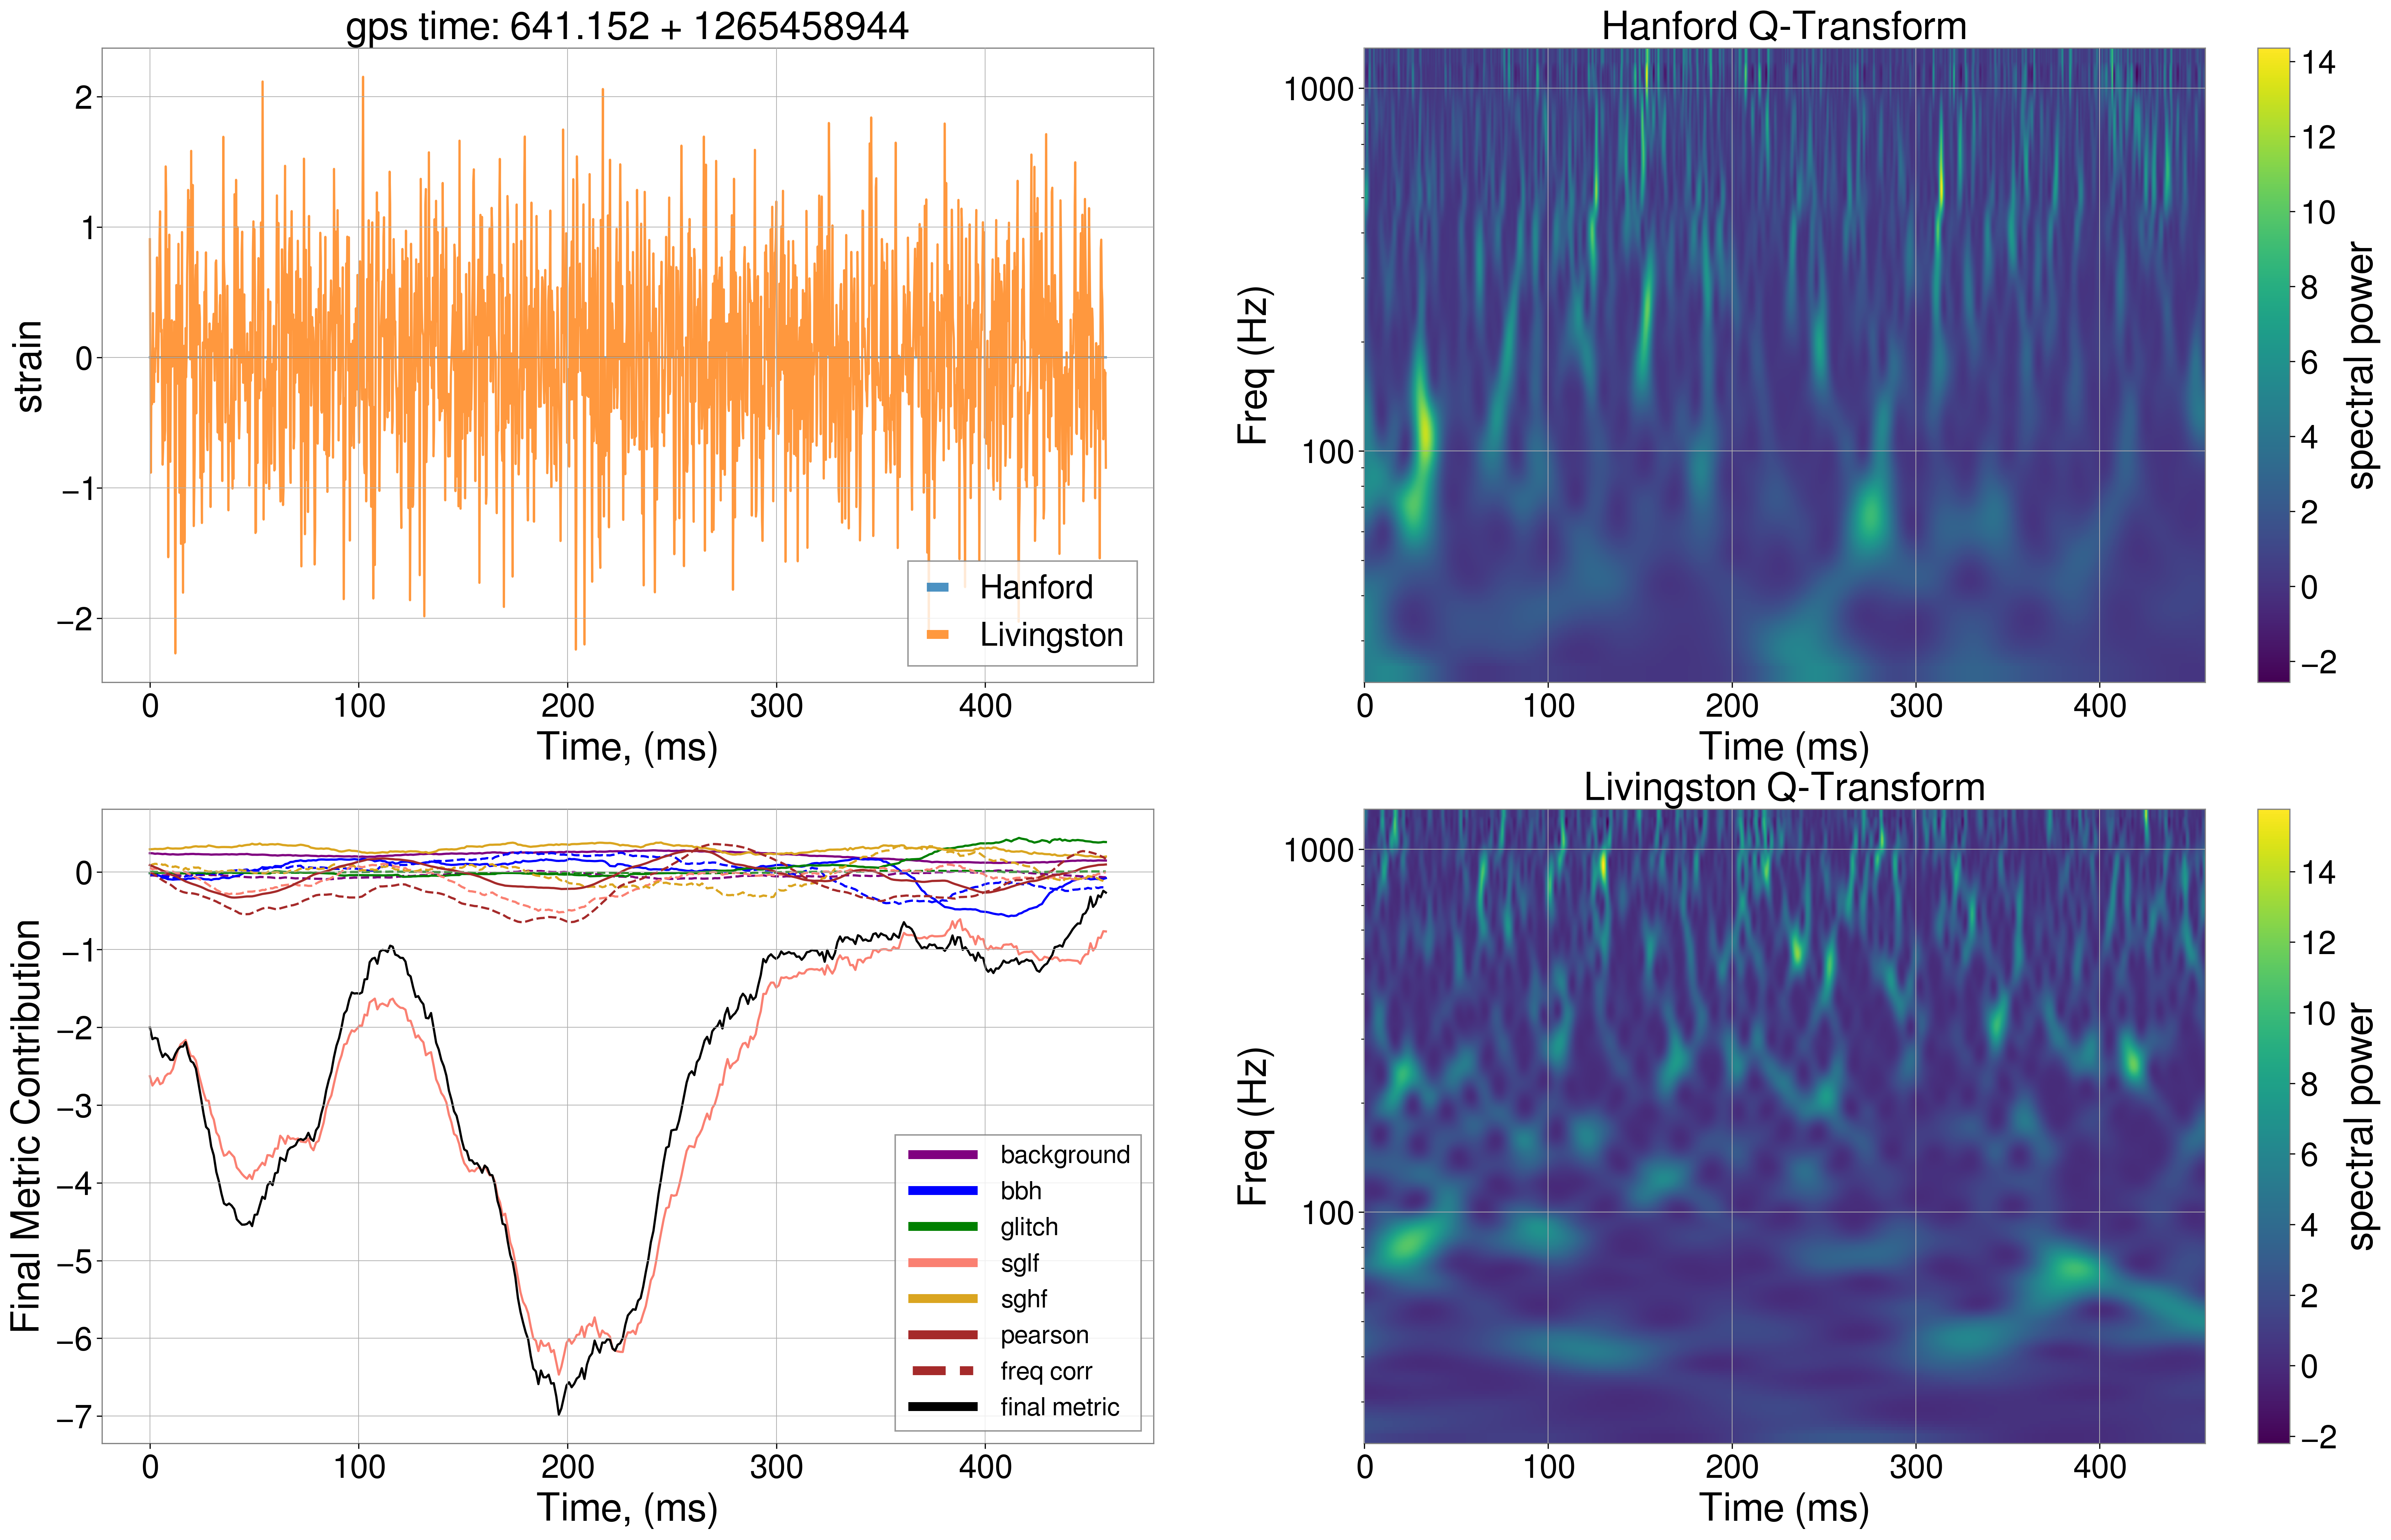 gps time: 641.152 + 1265458944
strain
2
1
0
−1
−2
0 100 200 300 400
Time, (ms)
Hanford
Livingston
Hanford Q-Transform
Freq (Hz)
1000
100
0 100 200 300 400
Time (ms)
14
12
10
8
6
4
2
0
−2
spectral power
Final Metric Contribution
0
−1
−2
−3
−4
−5
−6
−7
0 100 200 300 400
Time, (ms)
background
bbh
glitch
sglf
sghf
pearson
freq corr
final metric
Livingston Q-Transform
Freq (Hz)
1000
100
0 100 200 300 400
Time (ms)
14
12
10
8
6
4
2
0
−2
spectral power